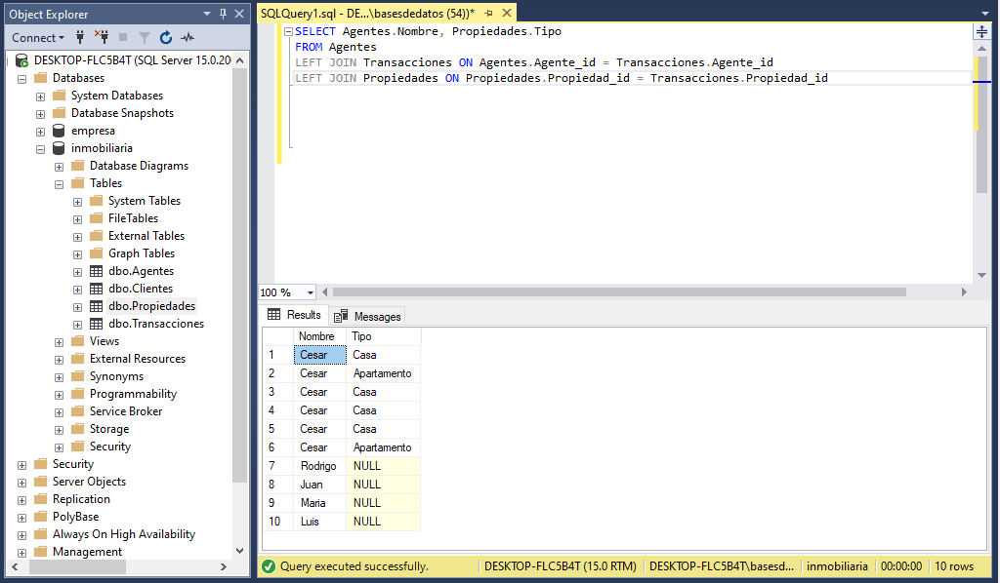 Object Explorer
Connect
DESKTOP-FLC5B4T (SQL Server 15.0.200
Databases
System Databases
Database Snapshots
empresa
inmobiliaria
Database Diagrams
Tables
System Tables
FileTables
External Tables
Graph Tables
dbo.Agentes
dbo.Clientes
dbo.Propiedades
dbo.Transacciones
Views
External Resources
Synonyms
Programmability
Service Broker
Storage
Security
Security
Server Objects
Replication
PolyBase
Always On High Availability
Management
SQLQuery1.sql - DE...\basesdedatos (54))*
SELECT Agentes.Nombre, Propiedades.Tipo
FROM Agentes
LEFT JOIN Transacciones ON Agentes.Agente_id = Transacciones.Agente_id
LEFT JOIN Propiedades ON Propiedades.Propiedad_id = Transacciones.Propiedad_id
100 %
Results Messages
Nombre Tipo
1 Cesar Casa
2 Cesar Apartamento
3 Cesar Casa
4 Cesar Casa
5 Cesar Casa
6 Cesar Apartamento
7 Rodrigo NULL
8 Juan NULL
9 Maria NULL
10 Luis NULL
Query executed successfully. DESKTOP-FLC5B4T (15.0 RTM) DESKTOP-FLC5B4T\basesd... inmobiliaria 00:00:00 10 rows